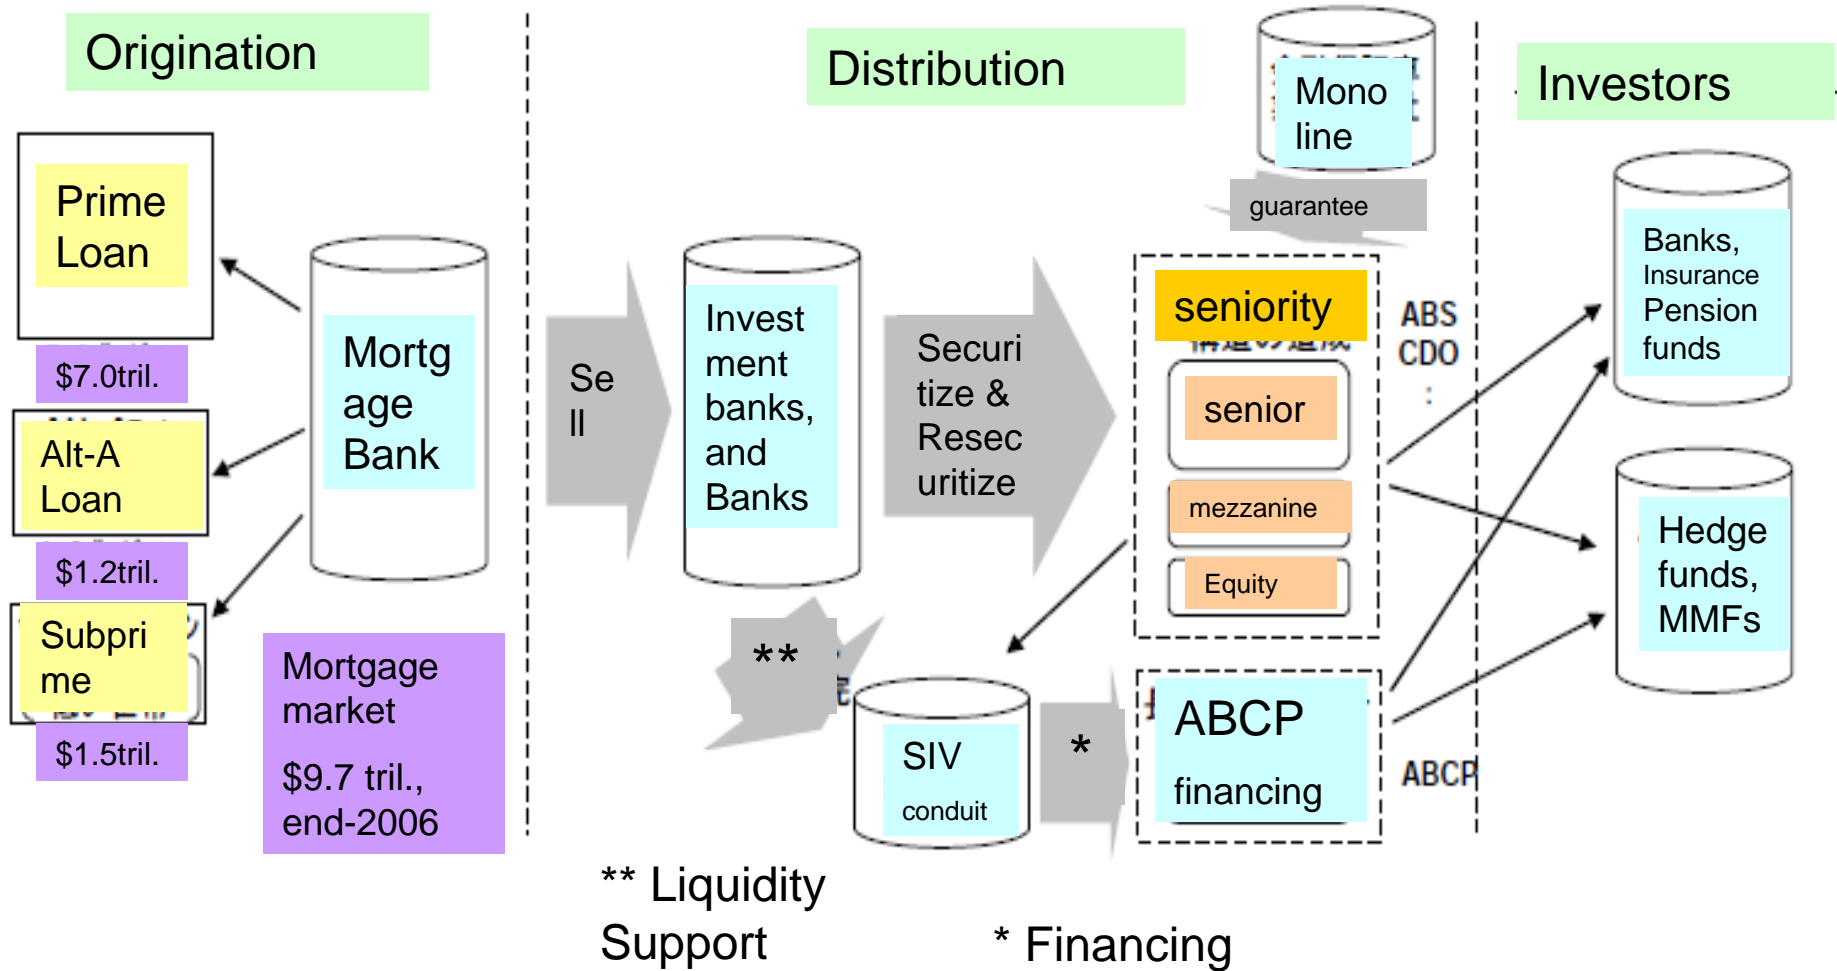 Origination
Distribution
Investors
Mono
line
guarantee
Prime
Loan
$7.0tril.
Alt-A
Loan
$1.2tril.
Subpri
me
$1.5tril.
Mortg
age
Bank
Mortgage
market
$9.7 tril.,
end-2006
Se
ll
Invest
ment
banks,
and
Banks
Securi
tize &
Resec
uritize
seniority
senior
mezzanine
Equity
ABS
CDO
:
**
SIV
conduit
*
ABCP
financing
ABCP
Banks,
Insurance
Pension
funds
Hedge
funds,
MMFs
** Liquidity
Support
* Financing